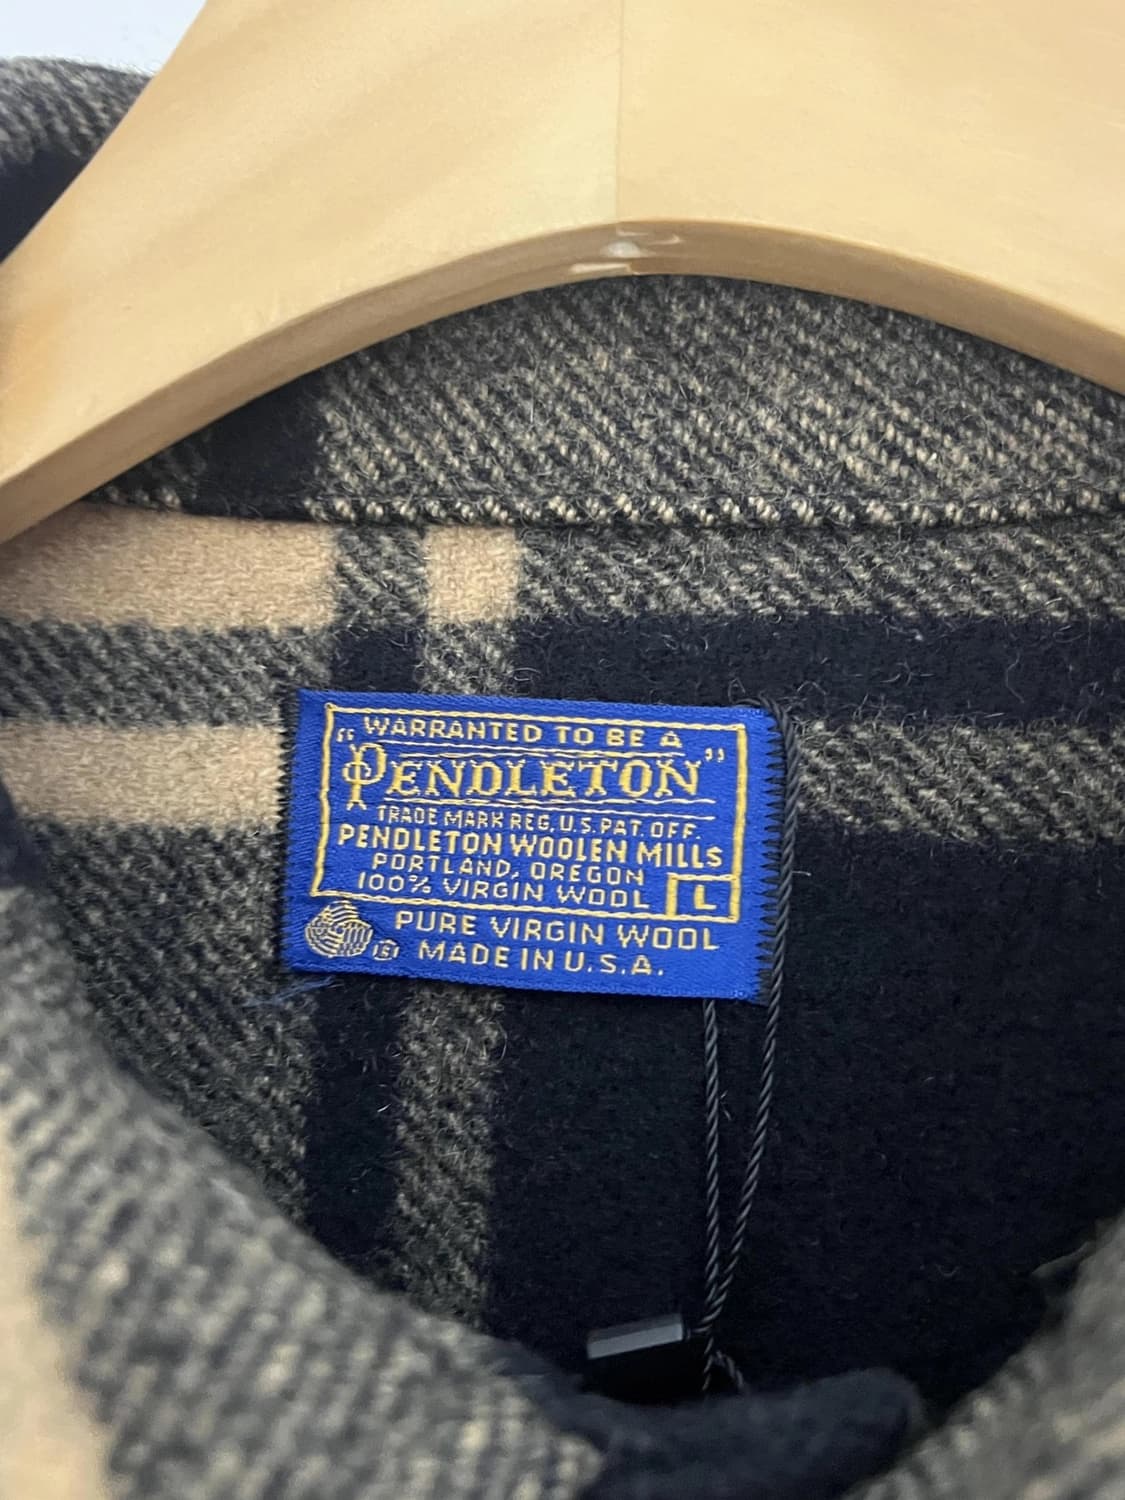 WARRANTED TO BE A
"PENDLETON"
TRADE MARK REG. U.S. PAT. OFF.
PENDLETON WOOLEN MILLS
PORTLAND, OREGON
100% VIRGIN WOOL
L
PURE VIRGIN WOOL
MADE IN U.S.A.